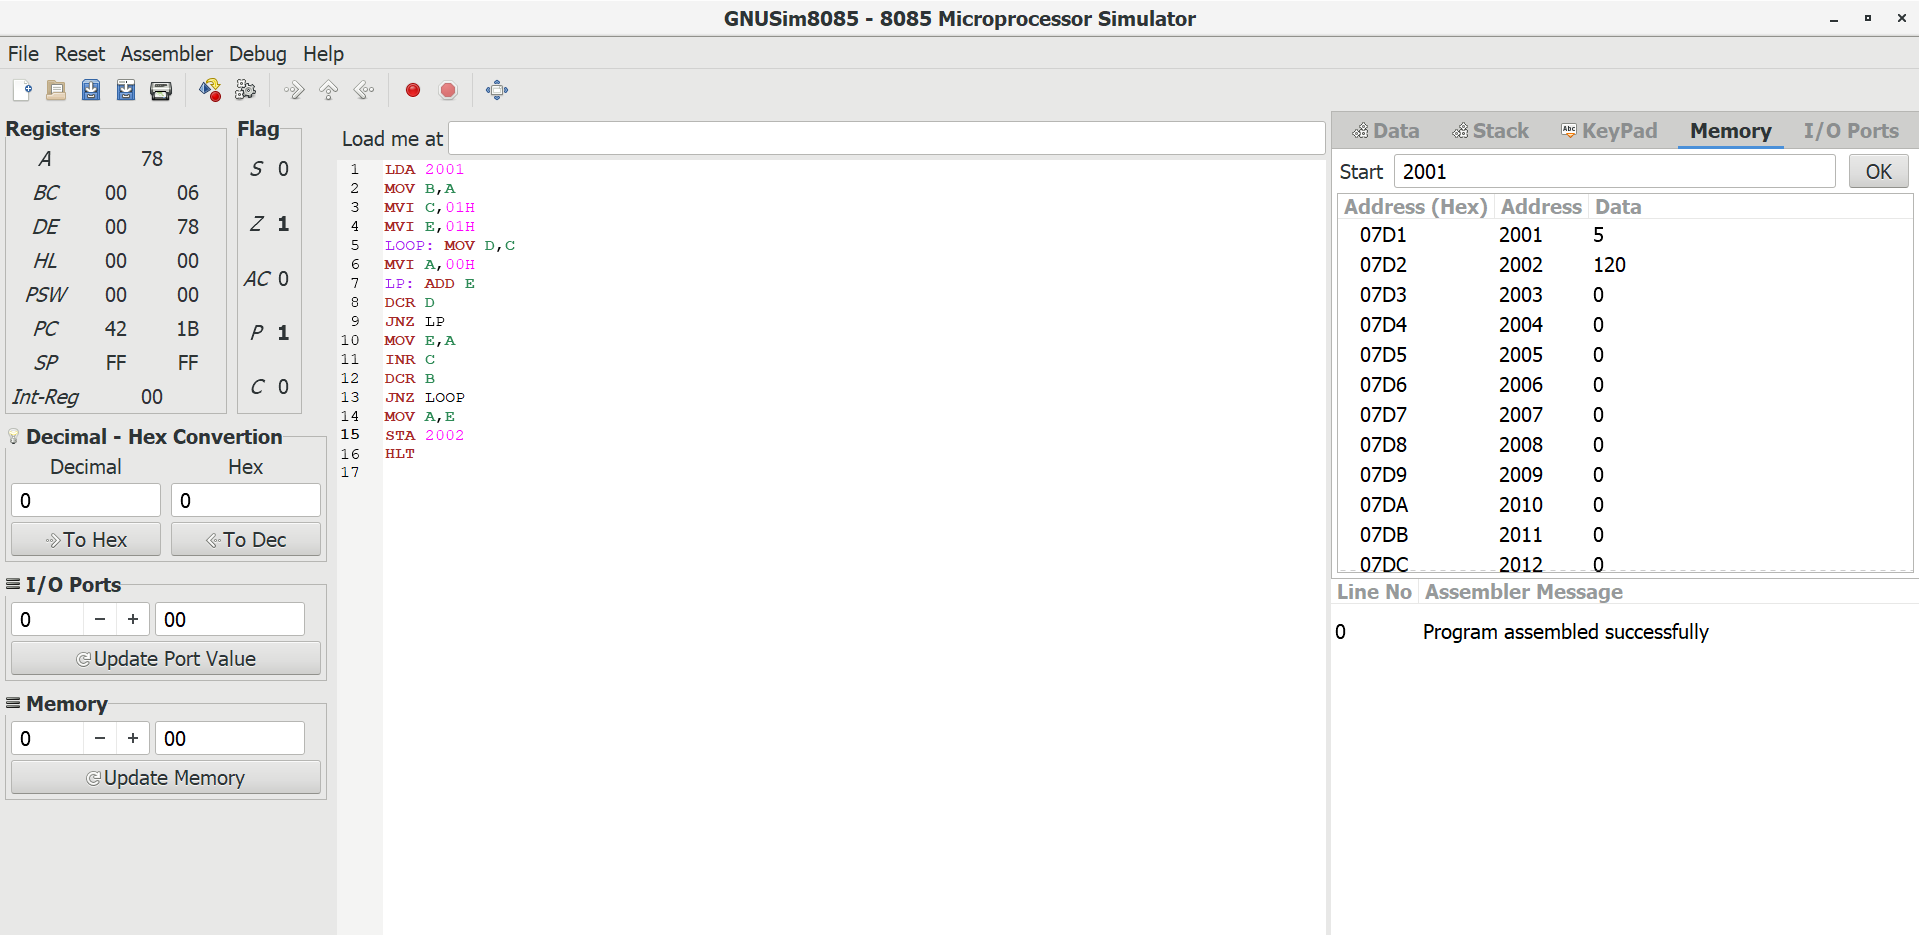 GNUSim8085 - 8085 Microprocessor Simulator
File Reset Assembler Debug Help
Registers
A 78
BC 00 06
DE 00 78
HL 00 00
PSW 00 00
PC 42 1B
SP FF FF
Int-Reg 00
Flag
S 0
Z 1
AC 0
P 1
C 0
Decimal - Hex Convertion
Decimal Hex
0 0
To Hex To Dec
I/O Ports
0 − + 00
Update Port Value
Memory
0 − + 00
Update Memory
Load me at
1 LDA 2001
2 MOV B,A
3 MVI C,01H
4 MVI E,01H
5 LOOP: MOV D,C
6 MVI A,00H
7 LP: ADD E
8 DCR D
9 JNZ LP
10 MOV E,A
11 INR C
12 DCR B
13 JNZ LOOP
14 MOV A,E
15 STA 2002
16 HLT
17
Data Stack Abc KeyPad Memory I/O Ports
Start 2001 OK
Address (Hex) Address Data
07D1 2001 5
07D2 2002 120
07D3 2003 0
07D4 2004 0
07D5 2005 0
07D6 2006 0
07D7 2007 0
07D8 2008 0
07D9 2009 0
07DA 2010 0
07DB 2011 0
07DC 2012 0
Line No Assembler Message
0 Program assembled successfully